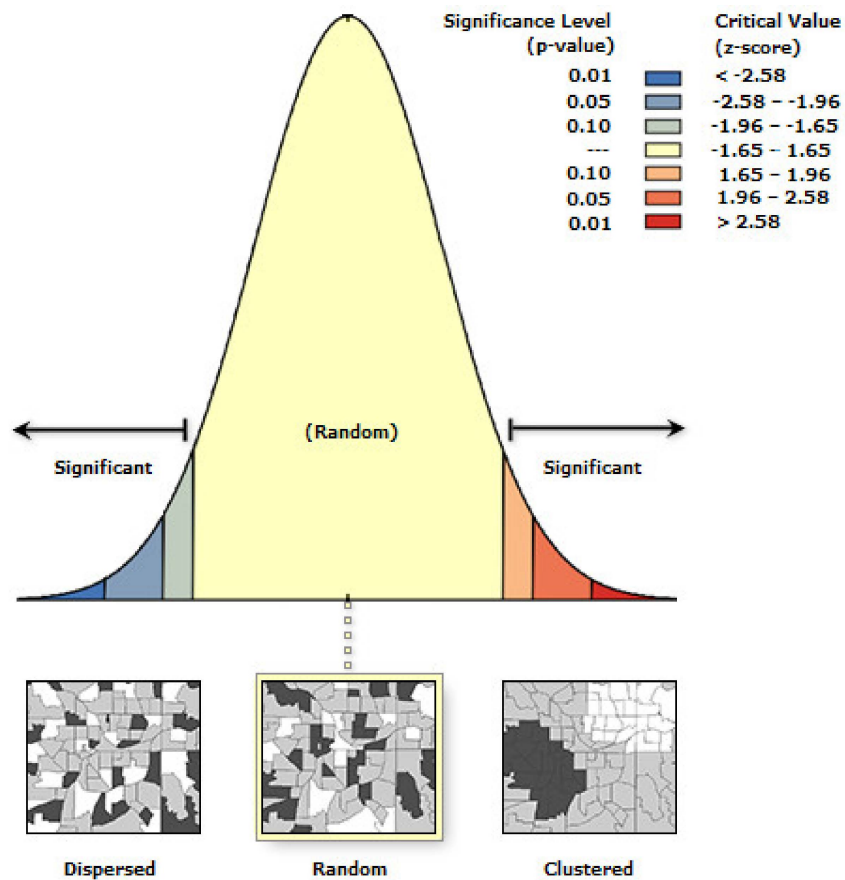 Significance Level Critical Value
(p-value) (z-score)
0.01 < -2.58
0.05 -2.58 – -1.96
0.10 -1.96 – -1.65
--- -1.65 – 1.65
0.10 1.65 – 1.96
0.05 1.96 – 2.58
0.01 > 2.58
(Random)
Significant Significant
Dispersed Random Clustered